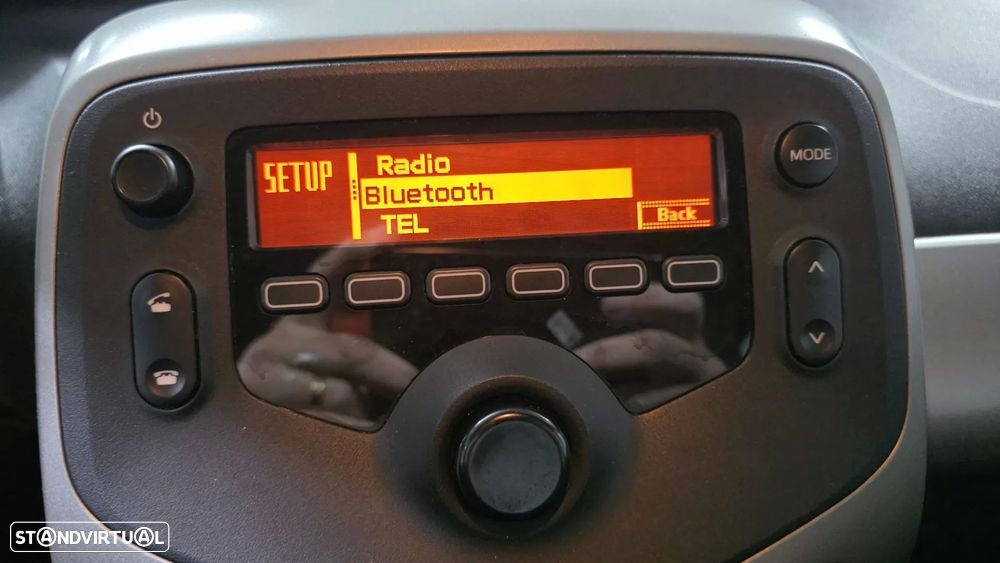 SETUP
Radio
Bluetooth
TEL
Back
MODE
STANDVIRTUAL